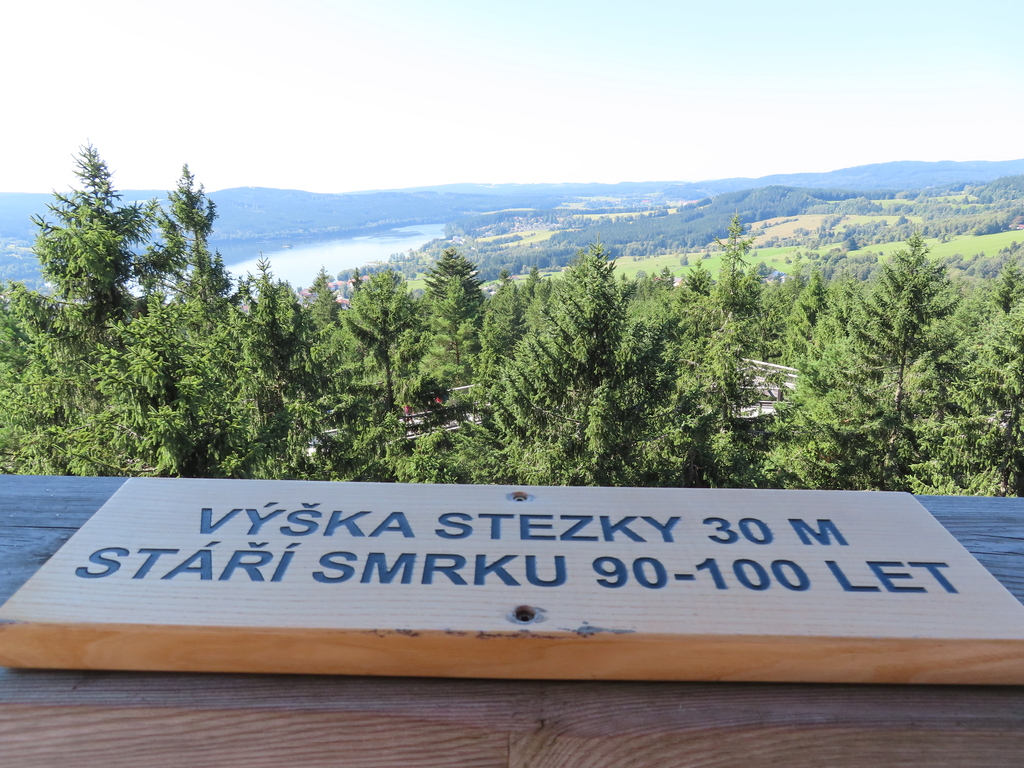 VÝŠKA STEZKY 30 M
STÁŘÍ SMRKU 90-100 LET